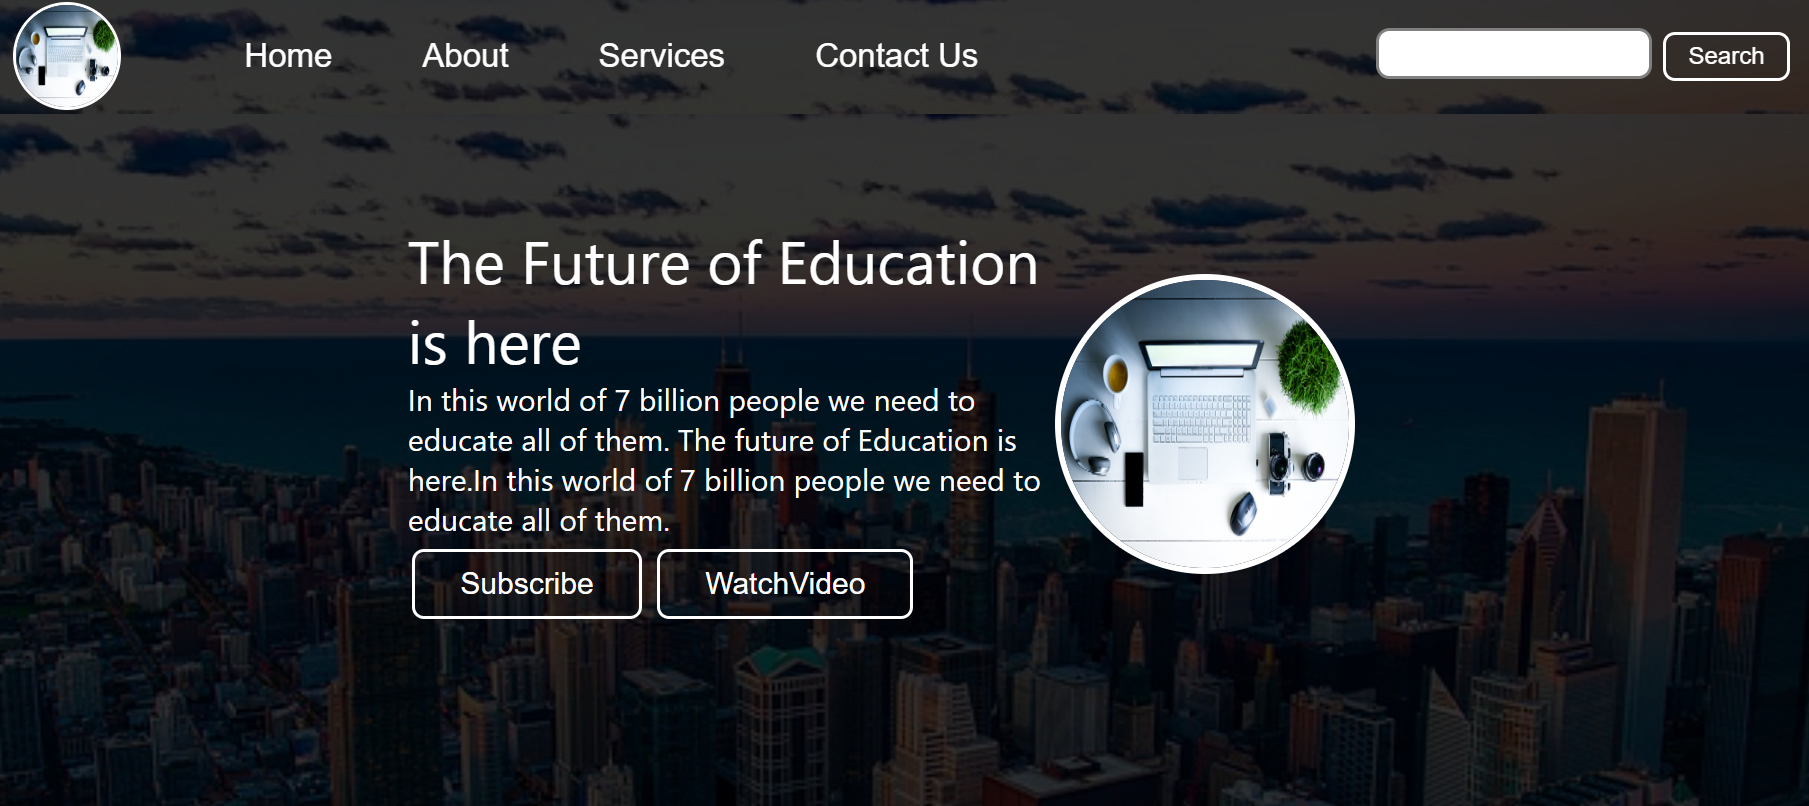 Home About Services Contact Us Search
The Future of Education
is here
In this world of 7 billion people we need to
educate all of them. The future of Education is
here.In this world of 7 billion people we need to
educate all of them.
Subscribe WatchVideo